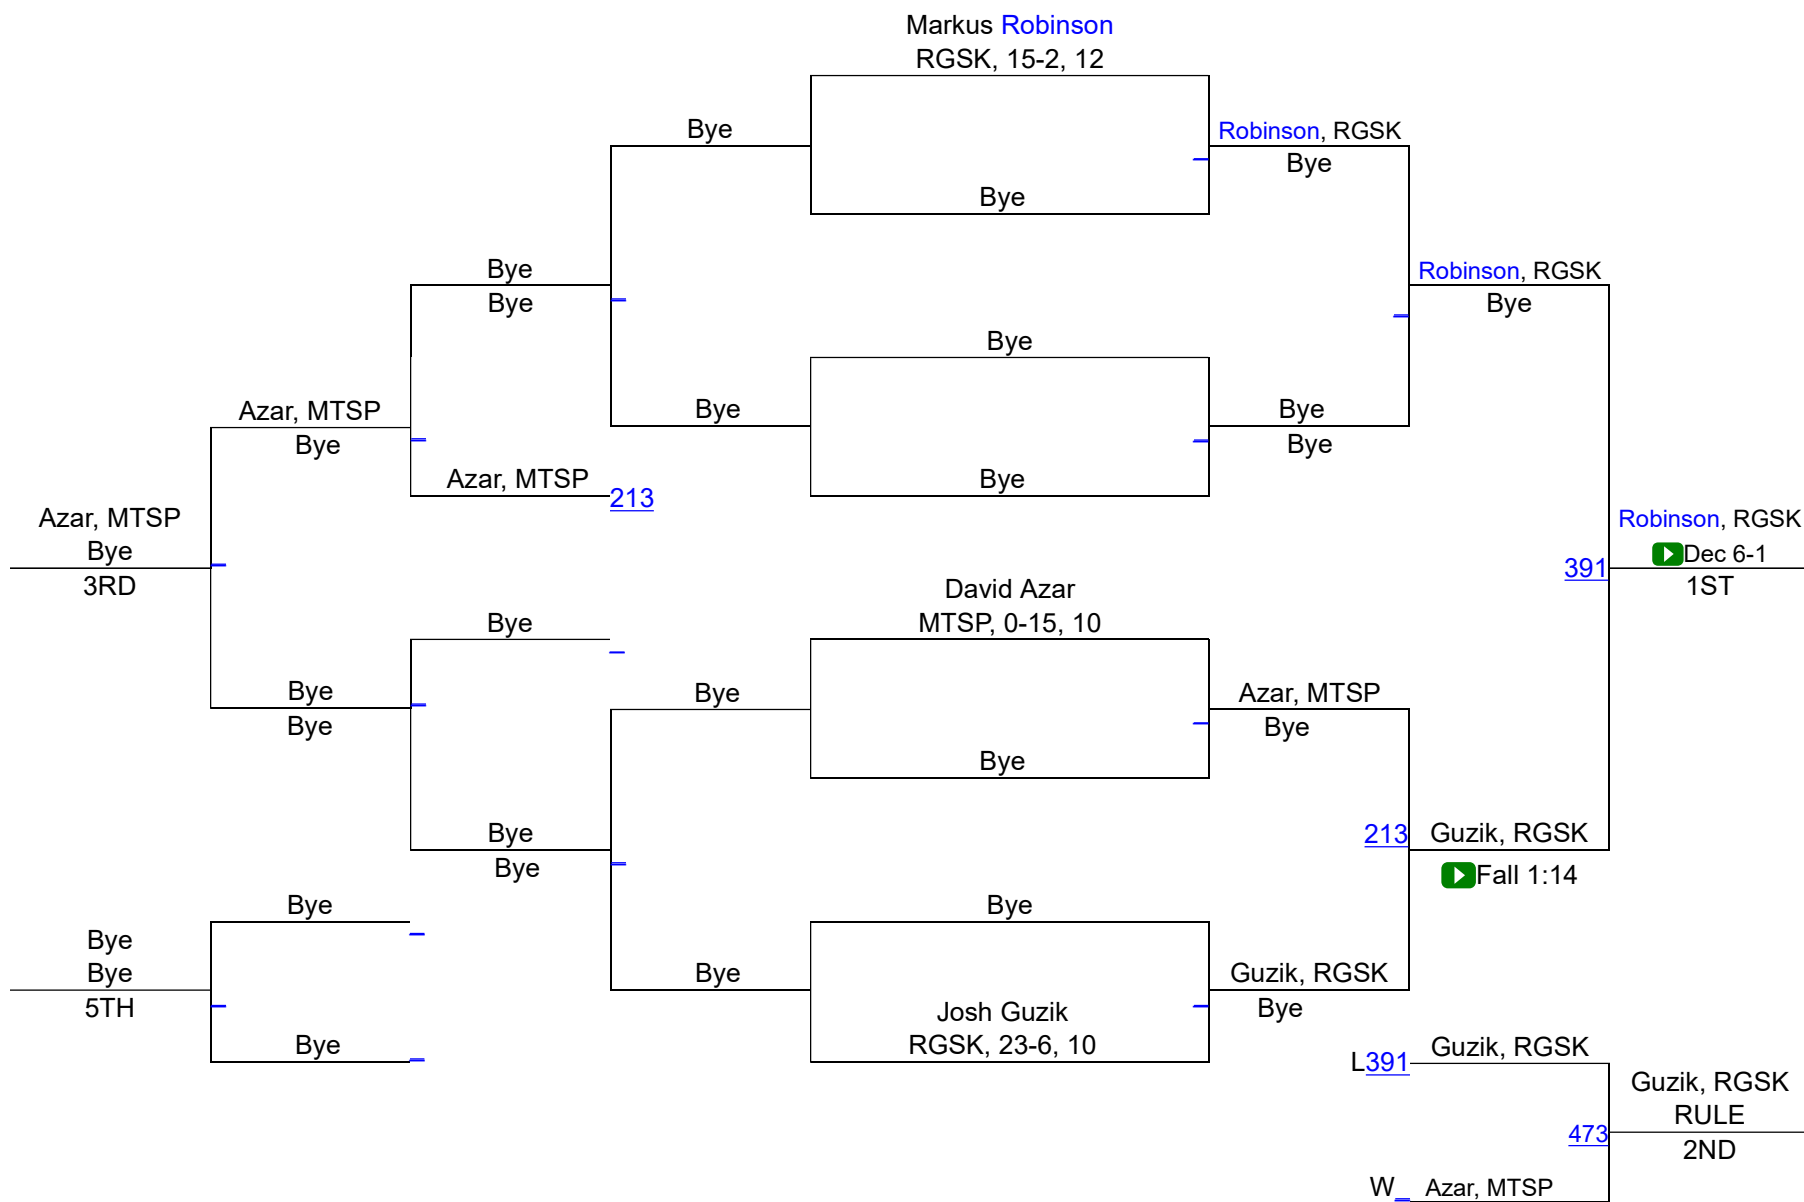 Markus Robinson
RGSK, 15-2, 12
Bye
Robinson, RGSK
Bye
Bye
Bye
Bye
Robinson, RGSK
Bye
Bye
Bye
Bye
Bye
Azar, MTSP
Bye
Azar, MTSP
213
Bye
Azar, MTSP
Bye
3RD
Robinson, RGSK
Dec 6-1
391
1ST
David Azar
MTSP, 0-15, 10
Bye
Bye
Bye
Bye
Azar, MTSP
Bye
Bye
Bye
Bye
213
Guzik, RGSK
Fall 1:14
Bye
Bye
Bye
Bye
5TH
Bye
Bye
Guzik, RGSK
Bye
Josh Guzik
RGSK, 23-6, 10
L391
Guzik, RGSK
Guzik, RGSK
RULE
473
2ND
W
Azar, MTSP